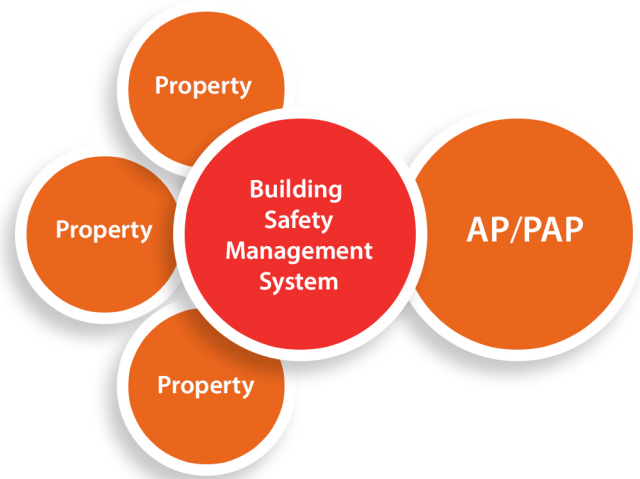 Property
Building
Safety
Management
System
AP/PAP
Property
Property